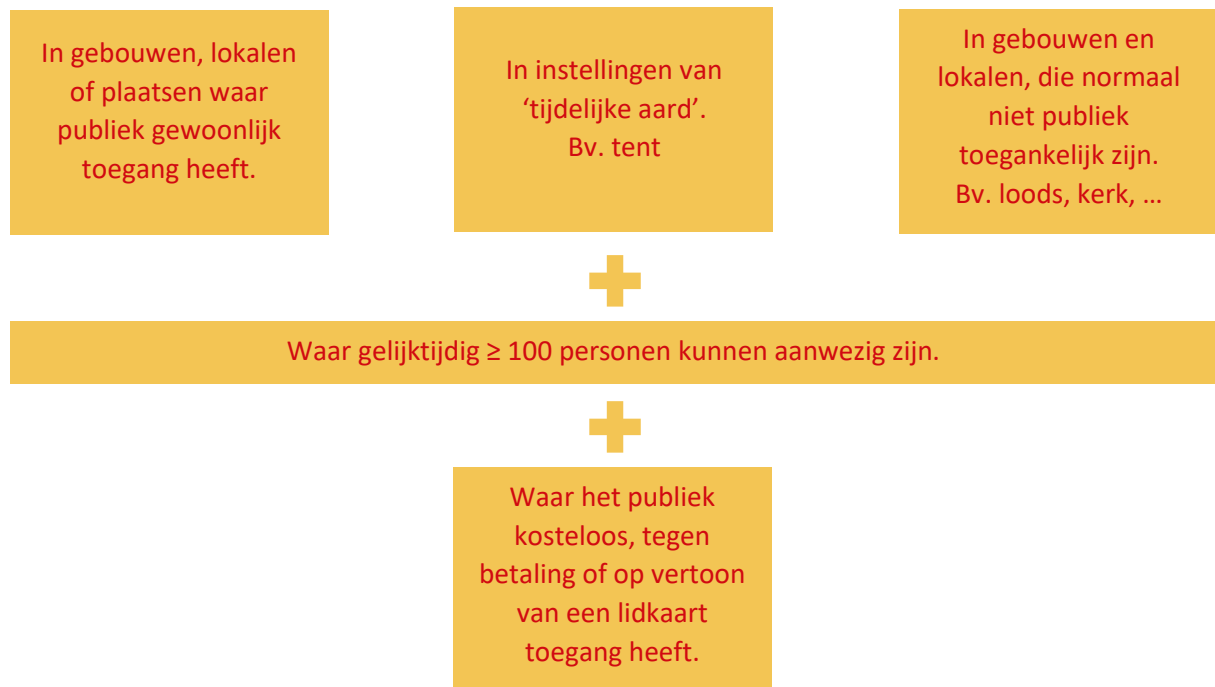 In gebouwen, lokalen
of plaatsen waar
publiek gewoonlijk
toegang heeft.
In instellingen van
‘tijdelijke aard’.
Bv. tent
In gebouwen en
lokalen, die normaal
niet publiek
toegankelijk zijn.
Bv. loods, kerk, …
Waar gelijktijdig ≥ 100 personen kunnen aanwezig zijn.
Waar het publiek
kosteloos, tegen
betaling of op vertoon
van een lidkaart
toegang heeft.